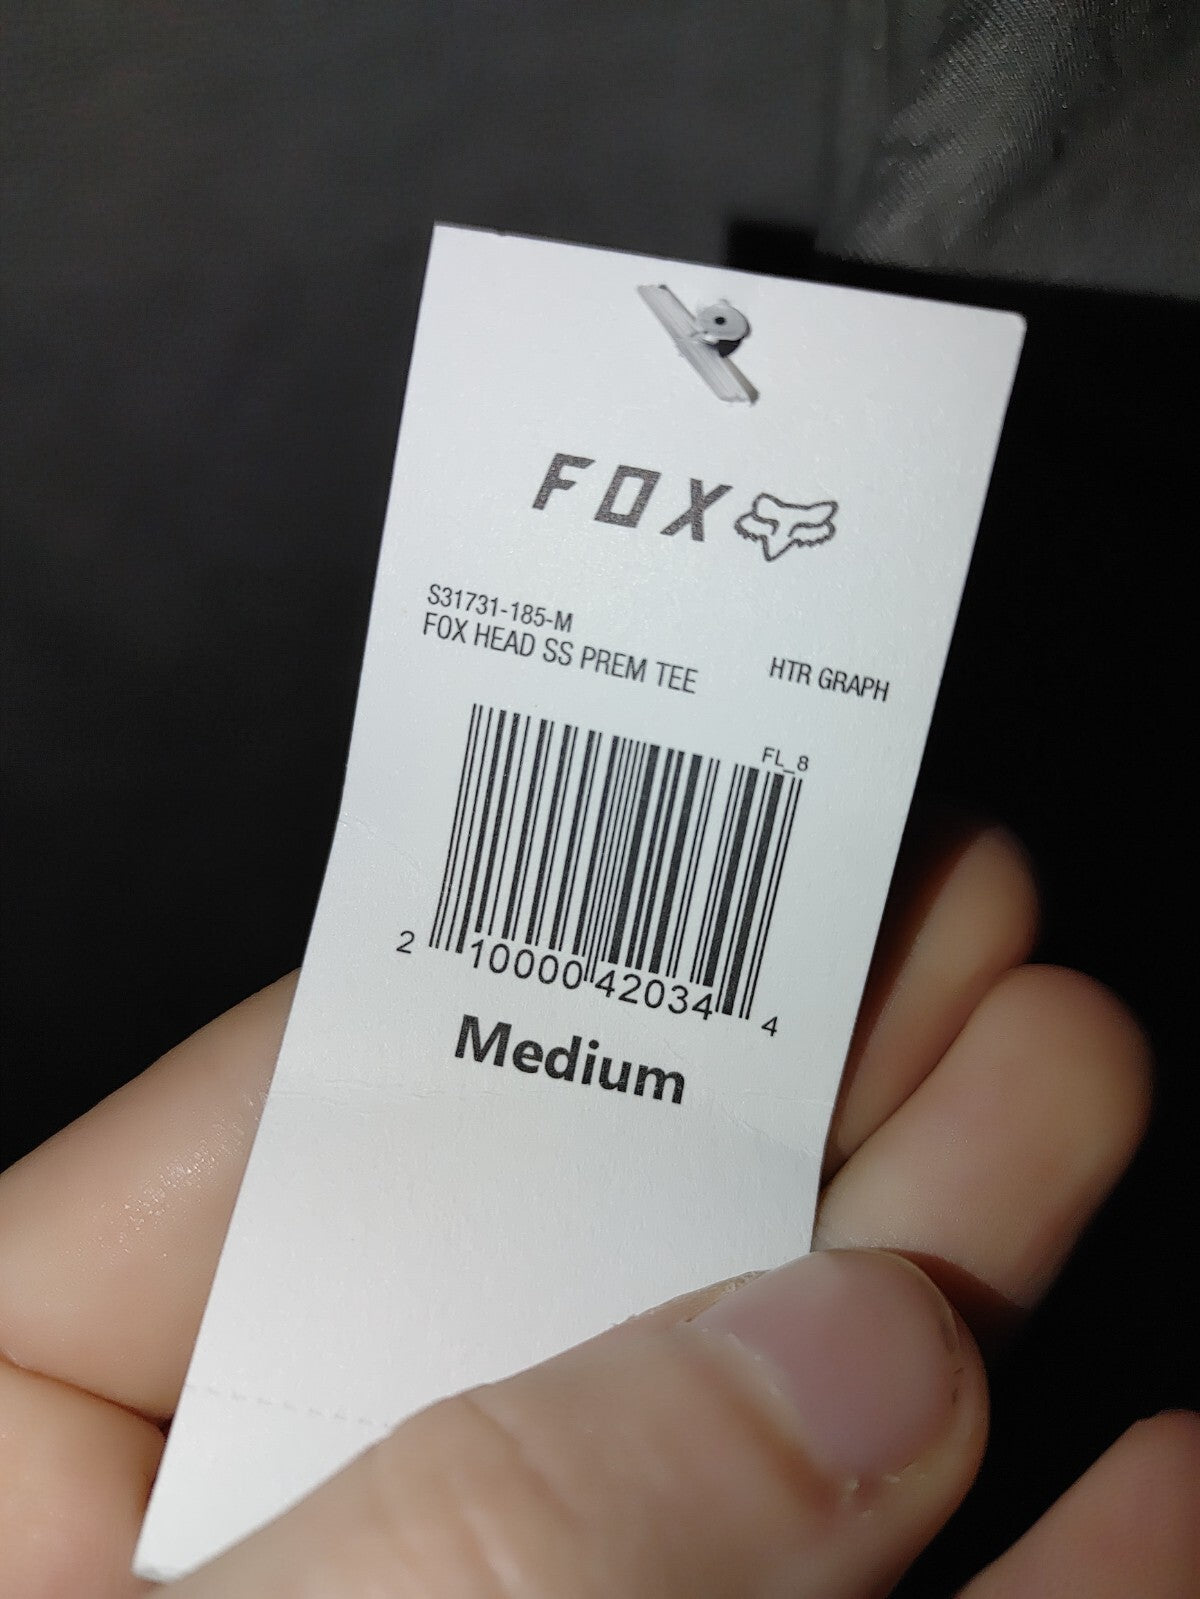 FOX
S31731-185-M
FOX HEAD SS PREM TEE HTR GRAPH
FL_8
2 10000 42034 4
Medium